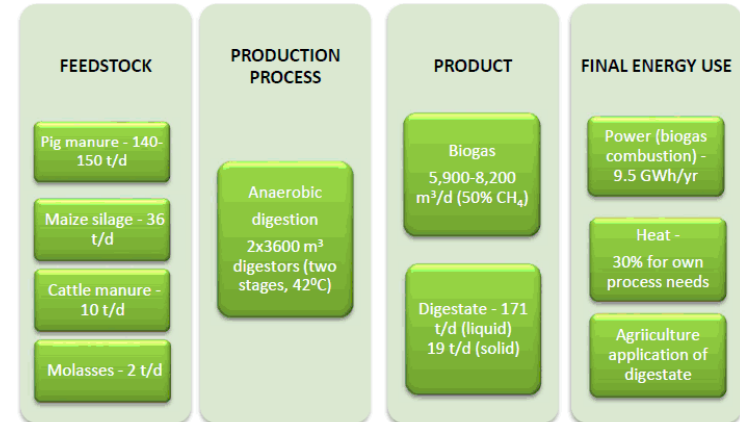 FEEDSTOCK
Pig manure - 140-
150 t/d
Maize silage - 36
t/d
Cattle manure -
10 t/d
Molasses - 2 t/d
PRODUCTION
PROCESS
Anaerobic
digestion
2x3600 m³
digestors (two
stages, 42⁰C)
PRODUCT
Biogas
5,900-8,200
m³/d (50% CH₄)
Digestate - 171
t/d (liquid)
19 t/d (solid)
FINAL ENERGY USE
Power (biogas
combustion) -
9.5 GWh/yr
Heat -
30% for own
process needs
Agriiculture
application of
digestate